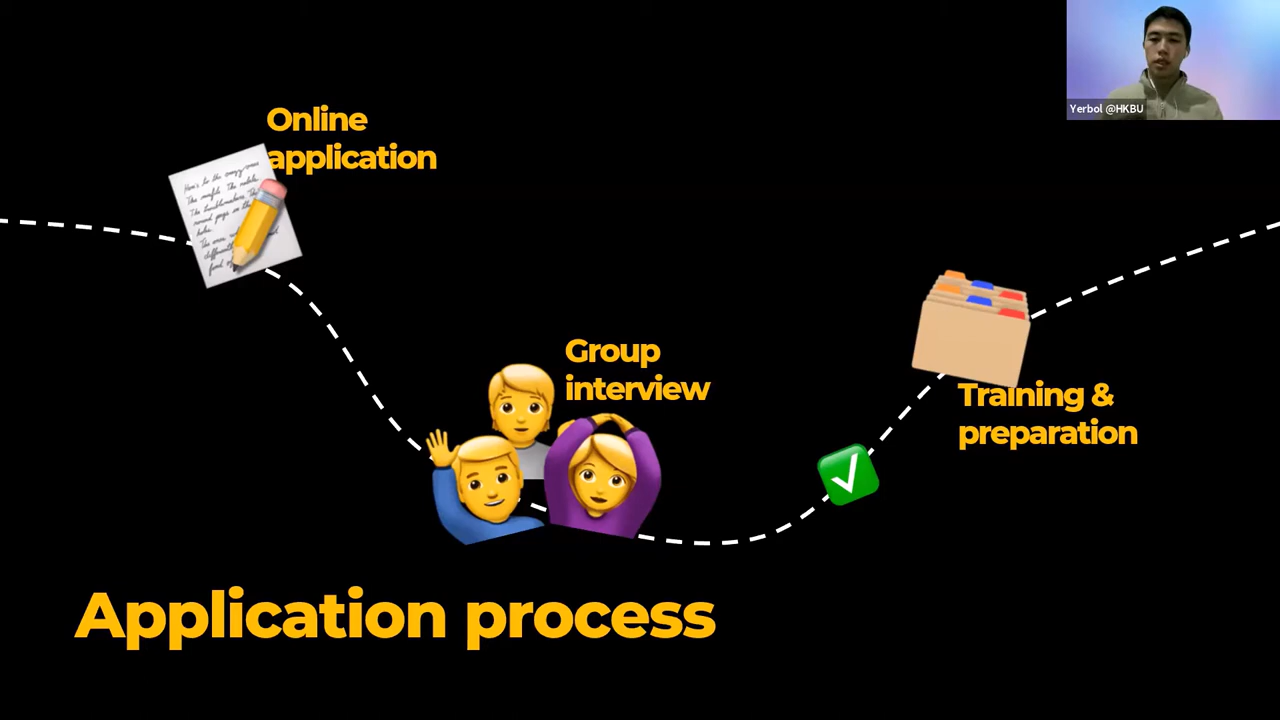 Yerbol @HKBU
Online
application
Group
interview
Training &
preparation
Application process